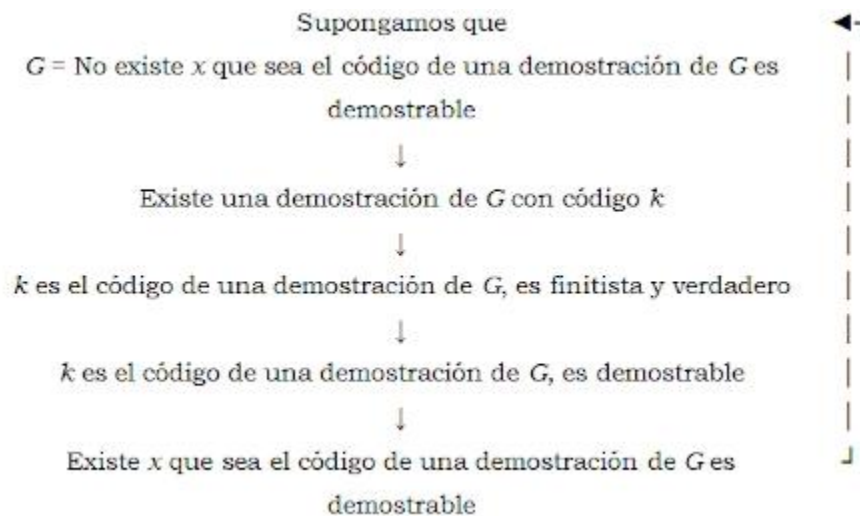 Supongamos que
G = No existe x que sea el código de una demostración de G es
demostrable
↓
Existe una demostración de G con código k
↓
k es el código de una demostración de G, es finitista y verdadero
↓
k es el código de una demostración de G, es demostrable
↓
Existe x que sea el código de una demostración de G es
demostrable